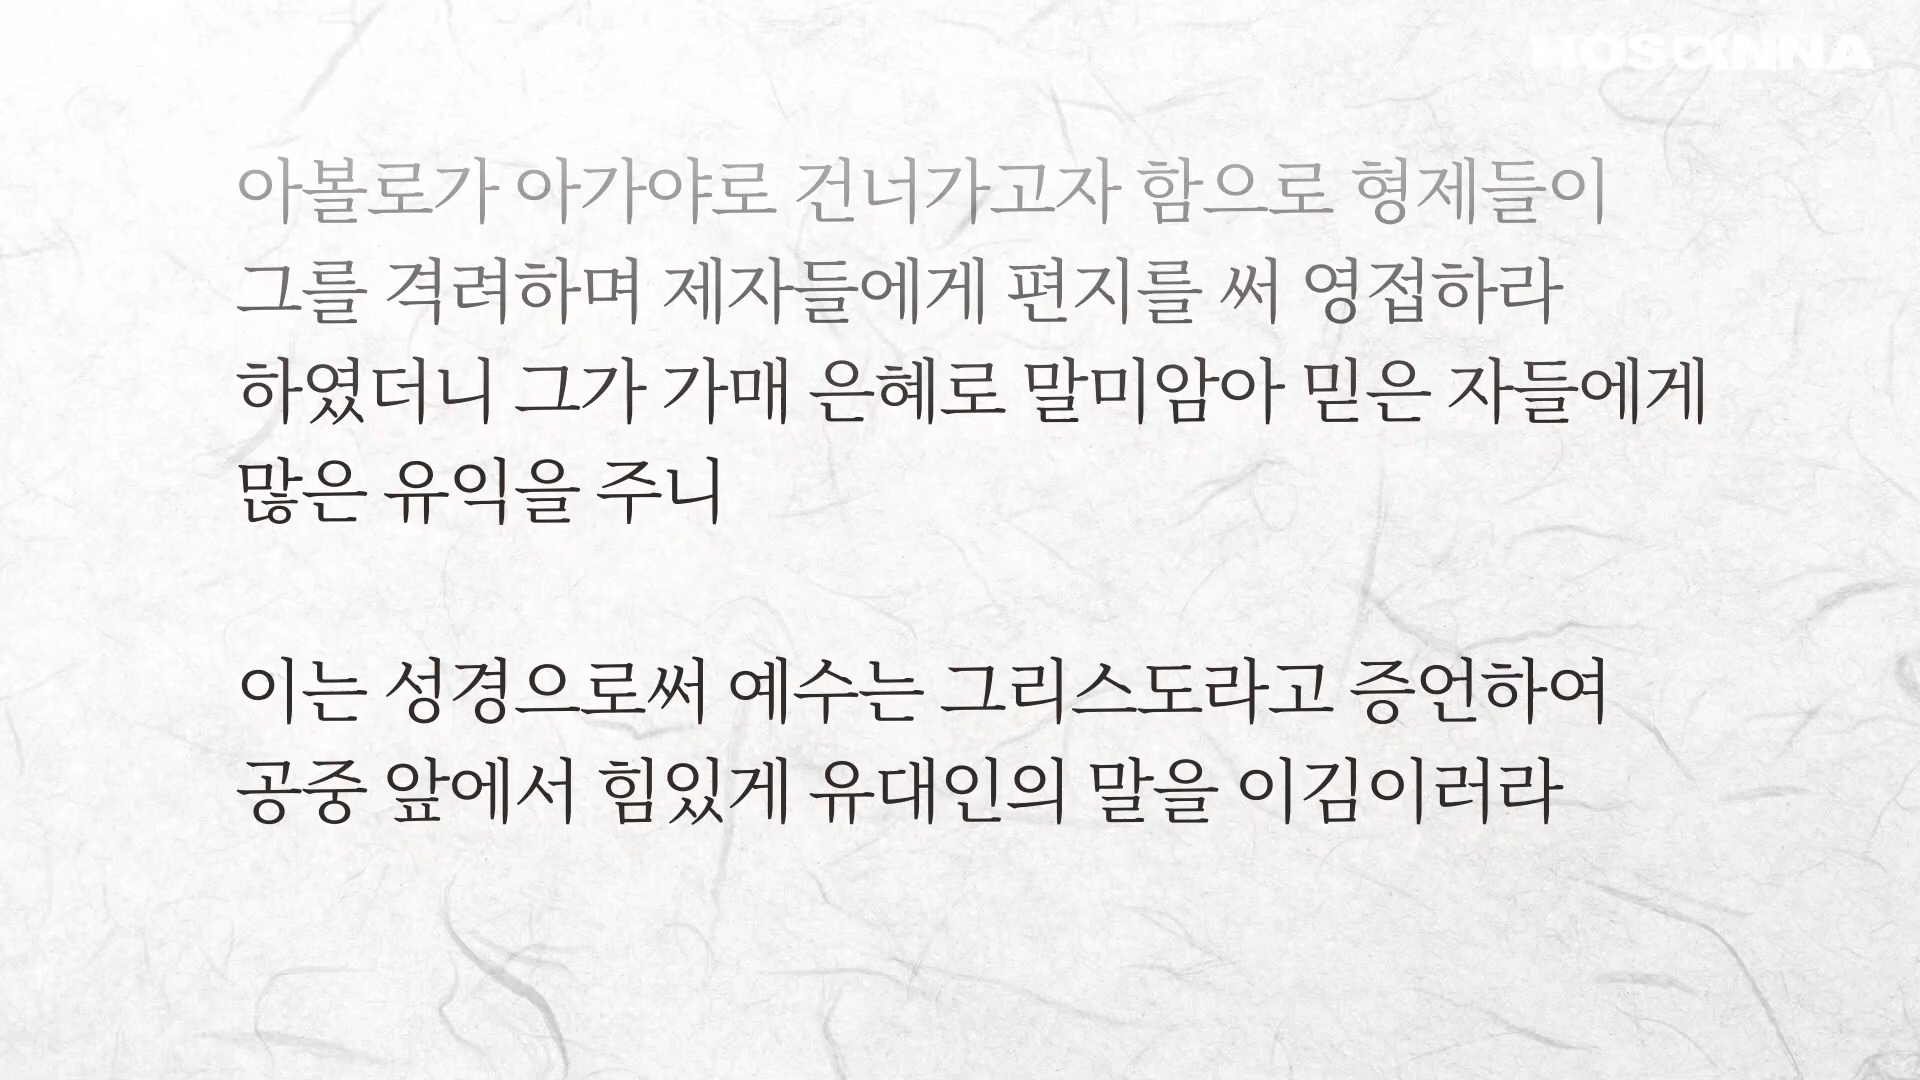 HOSANNA
아볼로가 아가야로 건너가고자 함으로 형제들이
그를 격려하며 제자들에게 편지를 써 영접하라
하였더니 그가 가매 은혜로 말미암아 믿은 자들에게
많은 유익을 주니
이는 성경으로써 예수는 그리스도라고 증언하여
공중 앞에서 힘있게 유대인의 말을 이김이러라